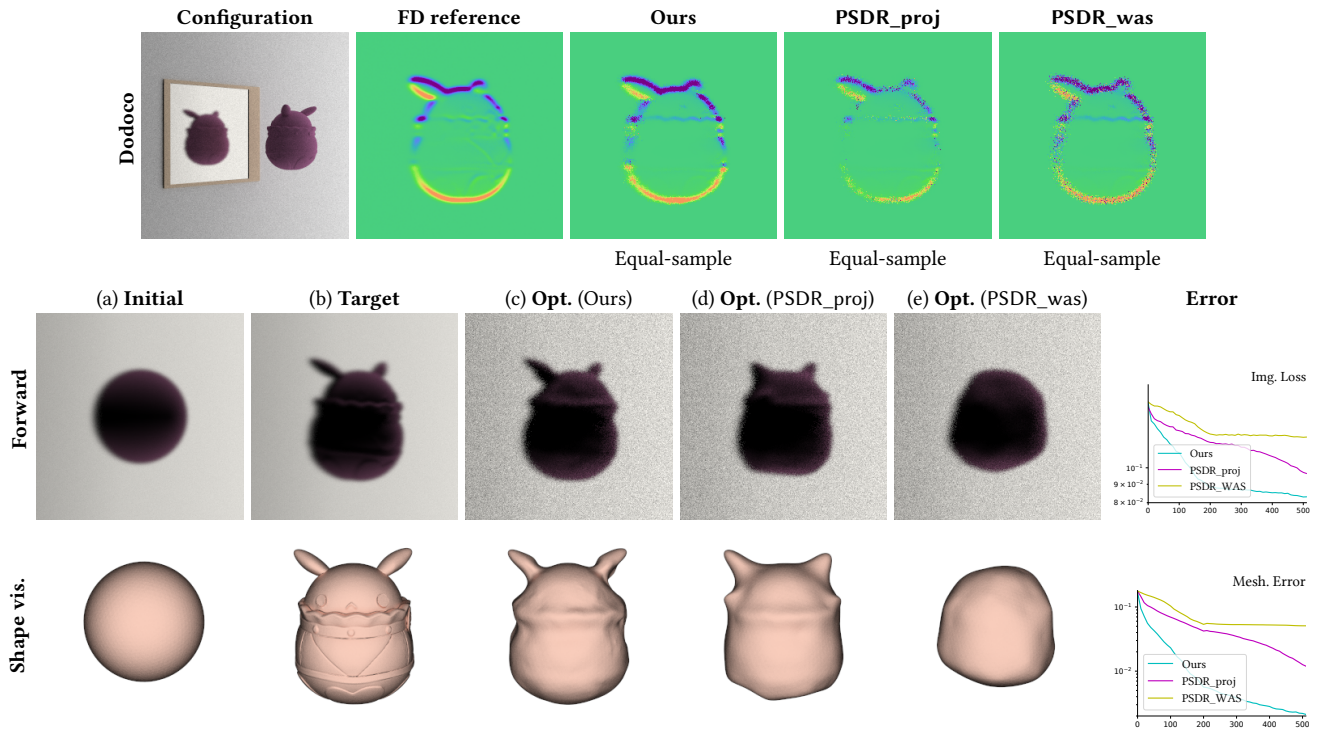 Configuration FD reference Ours PSDR_proj PSDR_was
Dodoco
Equal-sample Equal-sample Equal-sample
(a) Initial (b) Target (c) Opt. (Ours) (d) Opt. (PSDR_proj) (e) Opt. (PSDR_was) Error
Forward
Img. Loss
Ours
PSDR_proj
PSDR_WAS
10⁻¹
9 × 10⁻²
8 × 10⁻²
0 100 200 300 400 500
Shape vis.
Mesh. Error
10⁻¹
10⁻²
Ours
PSDR_proj
PSDR_WAS
0 100 200 300 400 500